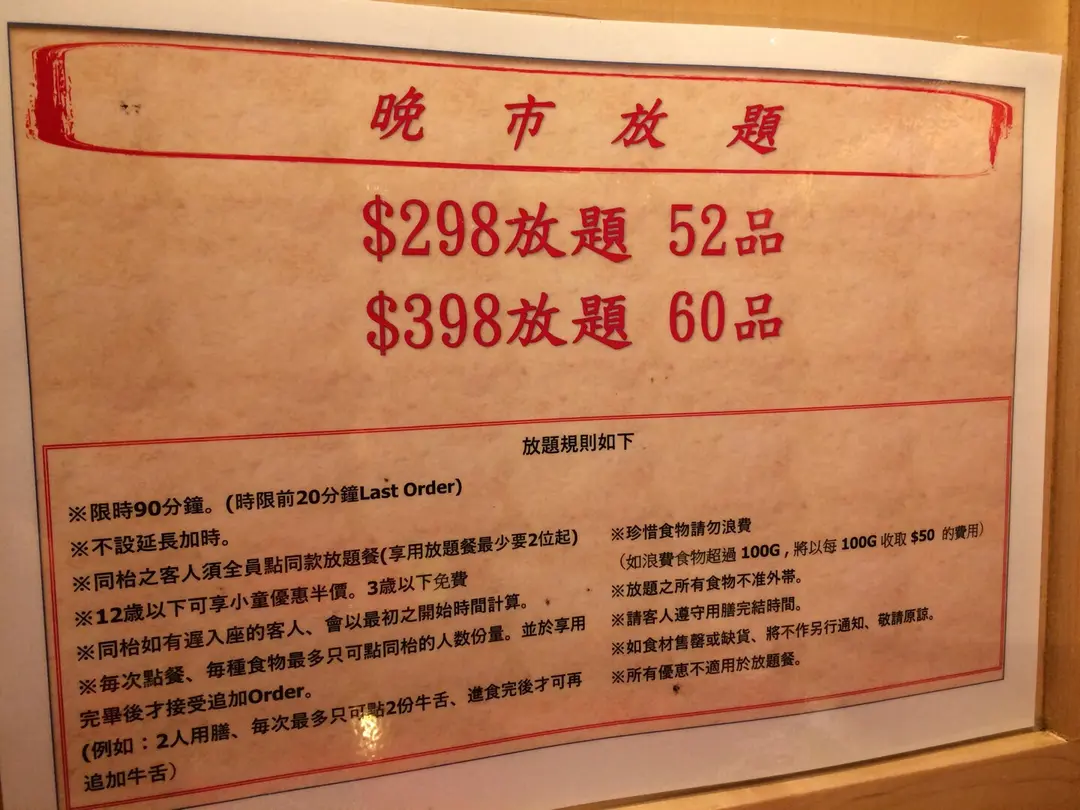 晚市放題
$298放題 52品
$398放題 60品
放題規則如下
※限時90分鐘。(時限前20分鐘Last Order)
※不設延長加時。
※同枱之客人須全員點同款放題餐(享用放題餐最少要2位起)
※12歲以下可享小童優惠半價。3歲以下免費
※同枱如有遲入座的客人、會以最初之開始時間計算。
※每次點餐、每種食物最多只可點同枱的人数份量。並於享用
完畢後才接受追加Order。
(例如：2人用膳、每次最多只可點2份牛舌、進食完後才可再
追加牛舌）
※珍惜食物請勿浪費
（如浪費食物超過 100G , 將以每 100G 收取 $50 的費用）
※放題之所有食物不准外帶。
※請客人遵守用膳完結時間。
※如食材售罄或缺貨、將不作另行通知、敬請原諒。
※所有優惠不適用於放題餐。